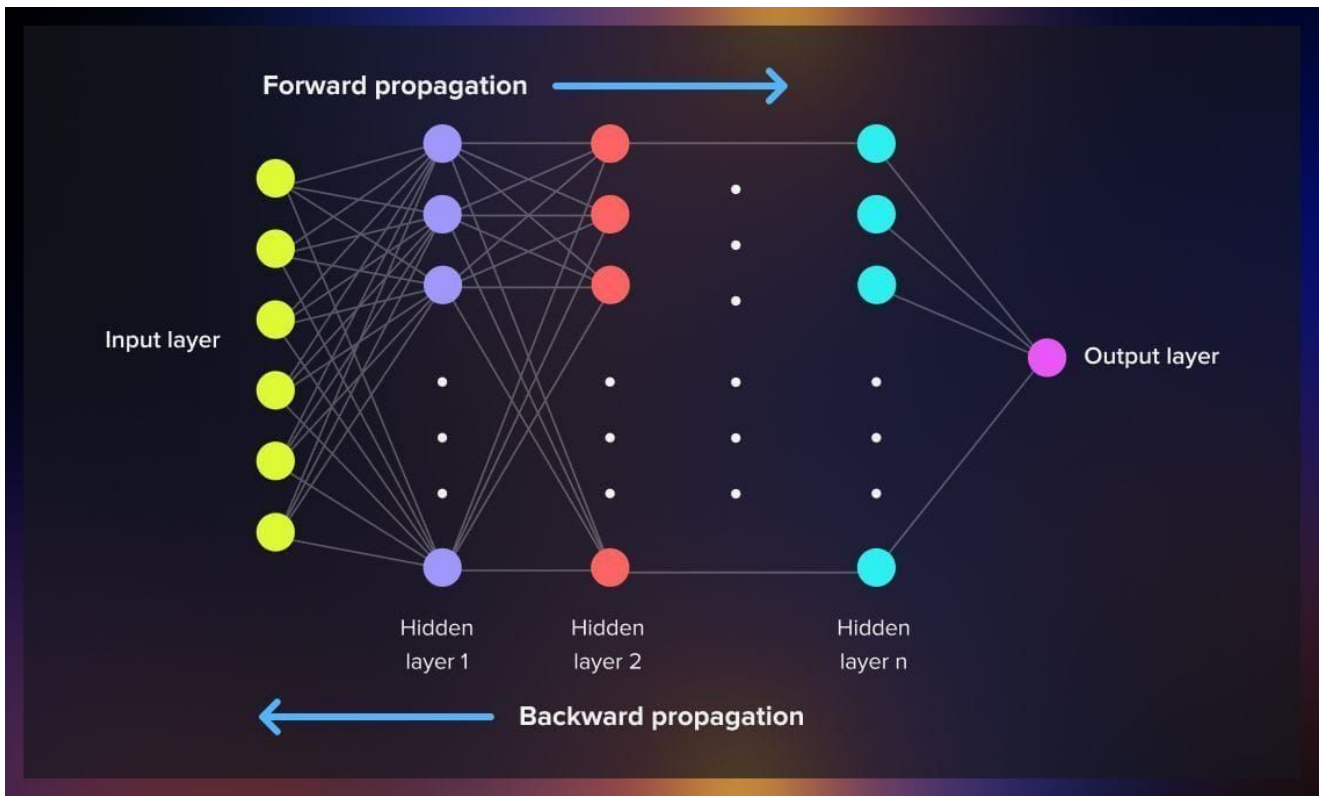 Forward propagation
Input layer
Output layer
Hidden
layer 1
Hidden
layer 2
Hidden
layer n
Backward propagation